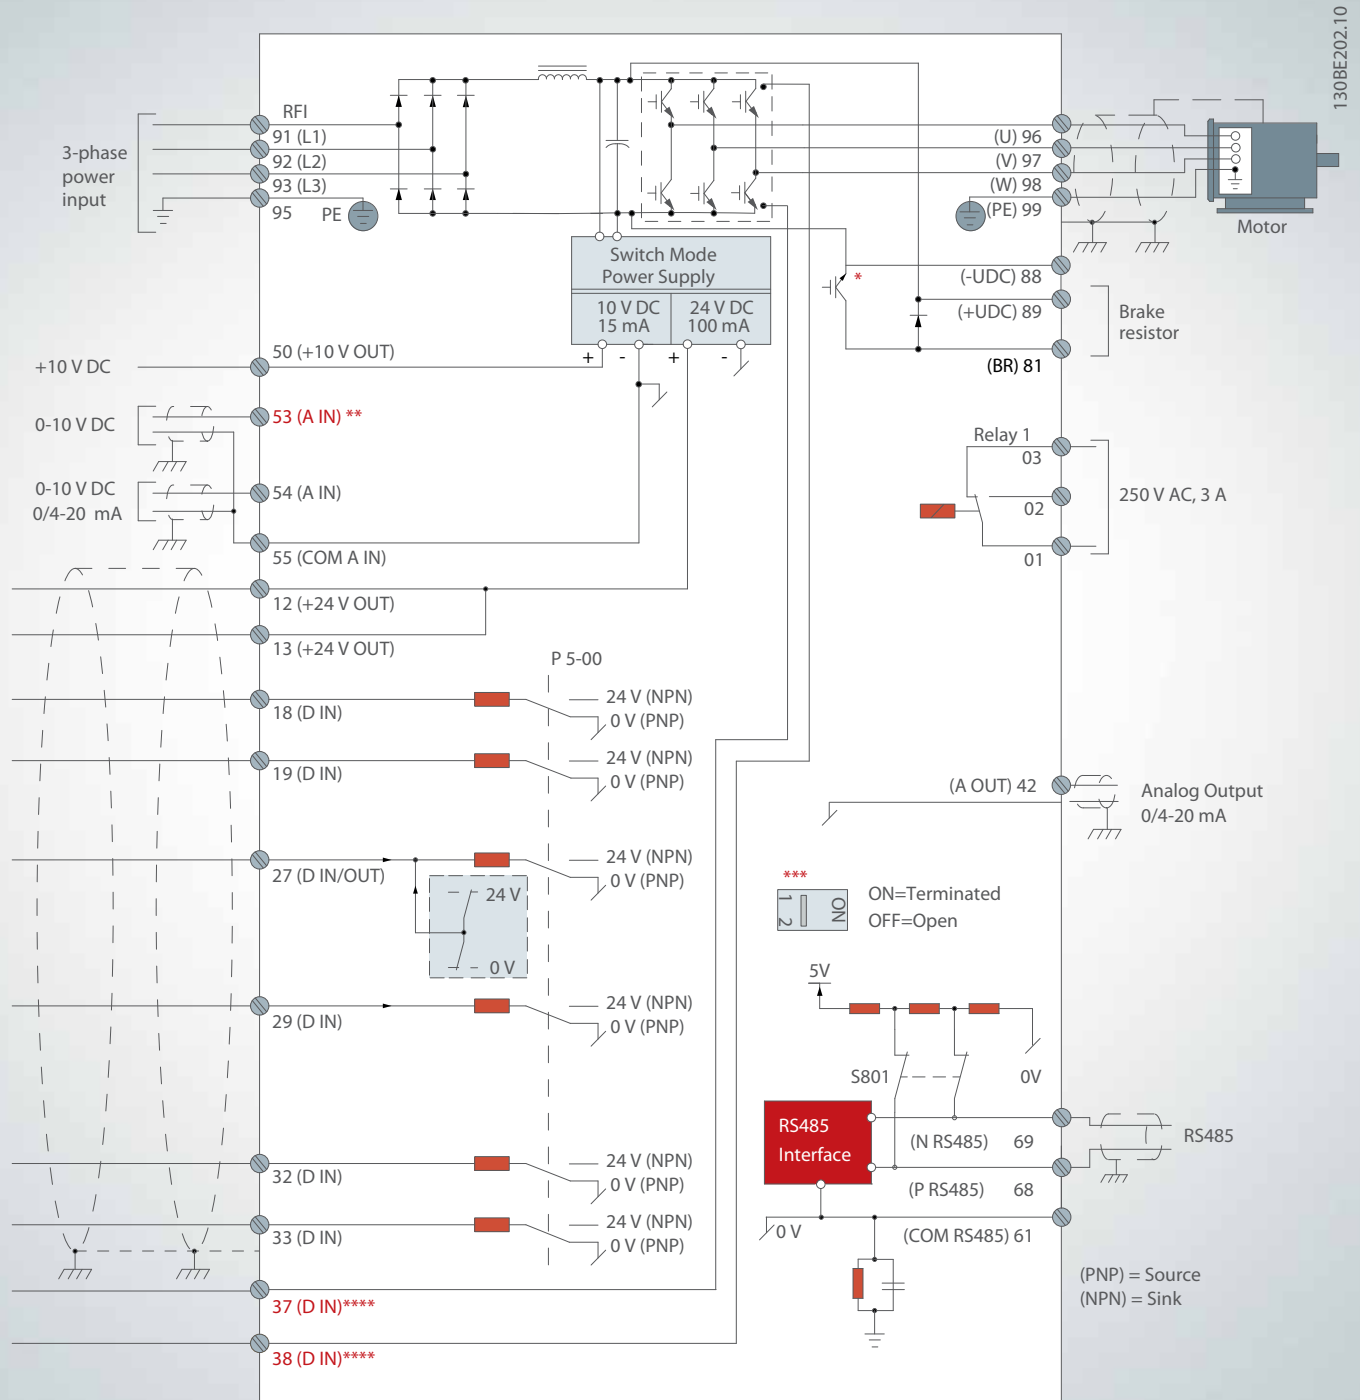 130BE202.10
3-phase
power
input
RFI
91 (L1)
92 (L2)
93 (L3)
95
PE
(U) 96
(V) 97
(W) 98
(PE) 99
Motor
Switch Mode
Power Supply
10 V DC
15 mA
24 V DC
100 mA
+
-
+
-
*
(-UDC) 88
(+UDC) 89
(BR) 81
Brake
resistor
+10 V DC
50 (+10 V OUT)
0-10 V DC
53 (A IN) **
0-10 V DC
0/4-20 mA
54 (A IN)
55 (COM A IN)
Relay 1
03
02
01
250 V AC, 3 A
12 (+24 V OUT)
13 (+24 V OUT)
P 5-00
18 (D IN)
24 V (NPN)
0 V (PNP)
19 (D IN)
24 V (NPN)
0 V (PNP)
27 (D IN/OUT)
24 V (NPN)
0 V (PNP)
24 V
0 V
29 (D IN)
24 V (NPN)
0 V (PNP)
32 (D IN)
24 V (NPN)
0 V (PNP)
33 (D IN)
24 V (NPN)
0 V (PNP)
37 (D IN)****
38 (D IN)****
(A OUT) 42
Analog Output
0/4-20 mA
***
1 2
ON
ON=Terminated
OFF=Open
5V
S801
0V
RS485
Interface
(N RS485) 69
(P RS485) 68
RS485
0 V
(COM RS485) 61
(PNP) = Source
(NPN) = Sink